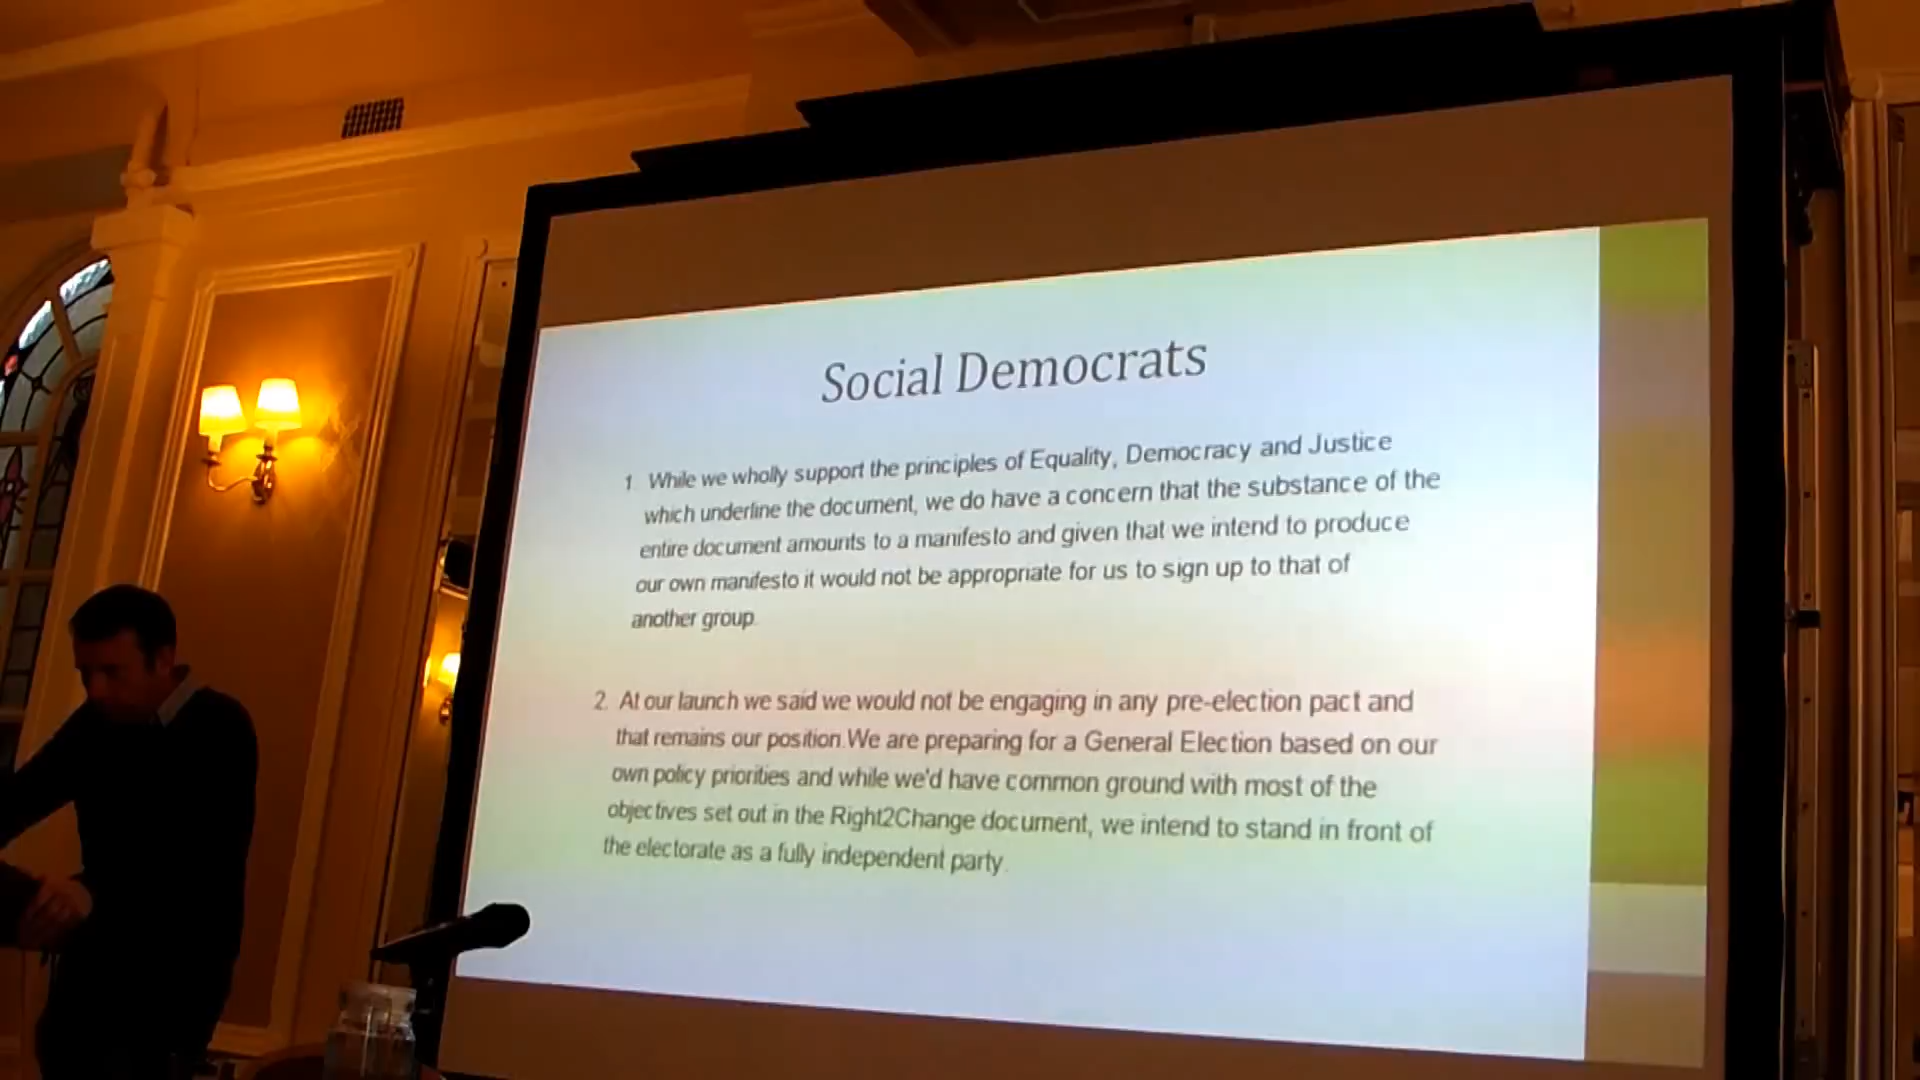 Social Democrats
1. While we wholly support the principles of Equality, Democracy and Justice
which underline the document, we do have a concern that the substance of the
entire document amounts to a manifesto and given that we intend to produce
our own manifesto it would not be appropriate for us to sign up to that of
another group.
2. At our launch we said we would not be engaging in any pre-election pact and
that remains our position.We are preparing for a General Election based on our
own policy priorities and while we'd have common ground with most of the
objectives set out in the Right2Change document, we intend to stand in front of
the electorate as a fully independent party.